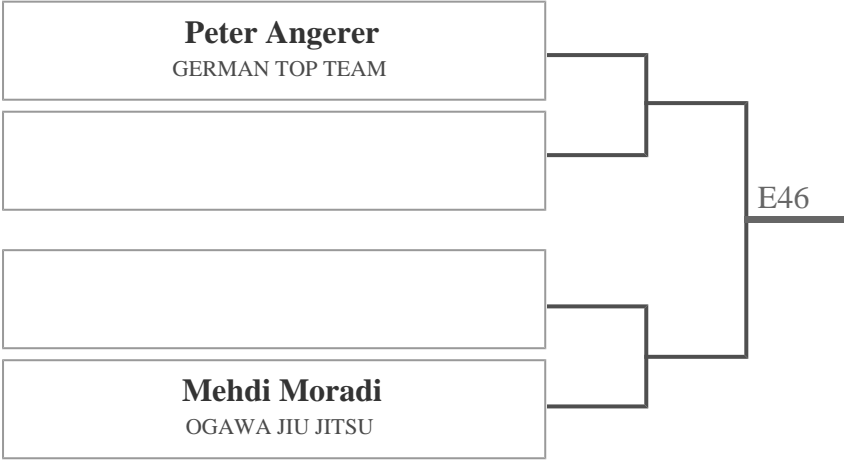 Peter Angerer
GERMAN TOP TEAM
E46
Mehdi Moradi
OGAWA JIU JITSU